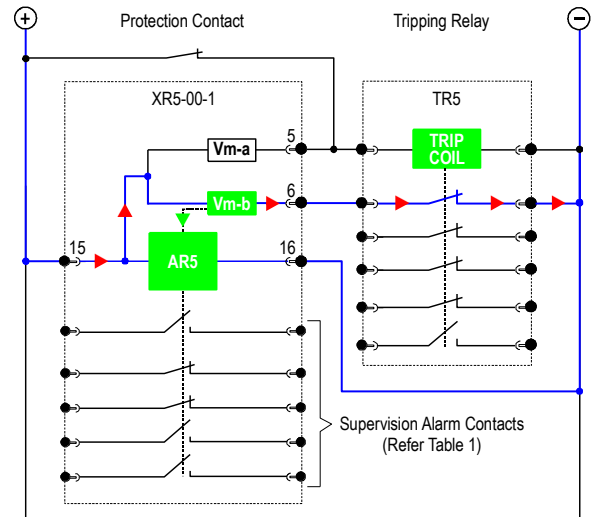 Protection Contact
Tripping Relay
+
−
XR5-00-1
TR5
Vm-a
5
TRIP
COIL
Vm-b
6
15
AR5
16
Supervision Alarm Contacts
(Refer Table 1)